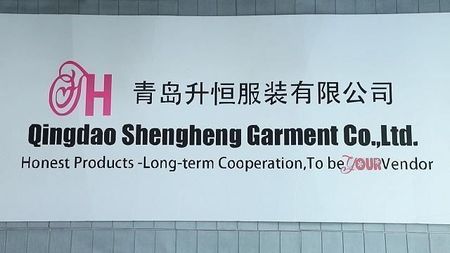 H 青岛升恒服装有限公司
Qingdao Shengheng Garment Co.,Ltd.
Honest Products -Long-term Cooperation,To be YOUR Vendor